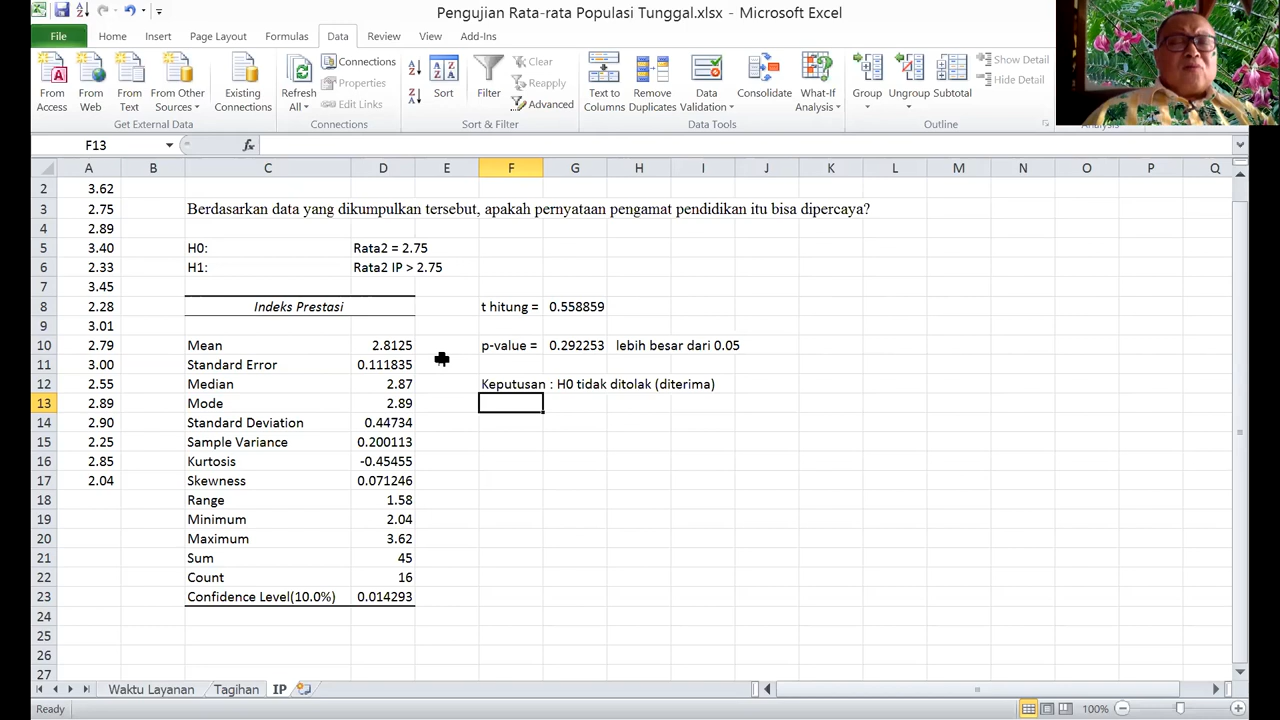 Pengujian Rata-rata Populasi Tunggal.xlsx - Microsoft Excel
File Home Insert Page Layout Formulas Data Review View Add-Ins
From Access
From Web
From Text
From Other Sources
Existing Connections
Get External Data
Refresh All
Connections
Properties
Edit Links
Connections
Sort
Filter
Clear
Reapply
Advanced
Sort & Filter
Text to Columns
Remove Duplicates
Data Validation
Consolidate
What-If Analysis
Data Tools
Group
Ungroup
Subtotal
Show Detail
Hide Detail
Outline
F13 fx
A B C D E F G H I J K L M N O P Q
2 3.62
3 2.75 Berdasarkan data yang dikumpulkan tersebut, apakah pernyataan pengamat pendidikan itu bisa dipercaya?
4 2.89
5 3.40 H0: Rata2 = 2.75
6 2.33 H1: Rata2 IP > 2.75
7 3.45
8 2.28 Indeks Prestasi t hitung = 0.558859
9 3.01
10 2.79 Mean 2.8125 p-value = 0.292253 lebih besar dari 0.05
11 3.00 Standard Error 0.111835
12 2.55 Median 2.87 Keputusan : H0 tidak ditolak (diterima)
13 2.89 Mode 2.89
14 2.90 Standard Deviation 0.44734
15 2.25 Sample Variance 0.200113
16 2.85 Kurtosis -0.45455
17 2.04 Skewness 0.071246
18 Range 1.58
19 Minimum 2.04
20 Maximum 3.62
21 Sum 45
22 Count 16
23 Confidence Level(10.0%) 0.014293
24
25
26
27
Waktu Layanan Tagihan IP
Ready 100%